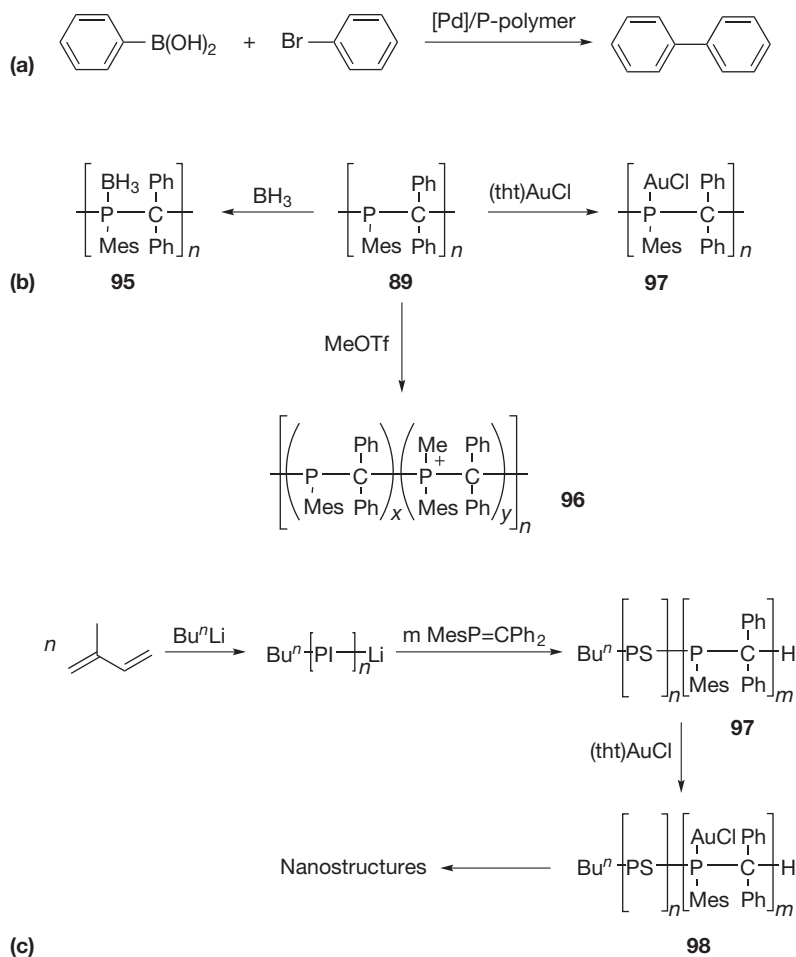 [Pd]/P-polymer
B(OH)2 + Br
(a)
BH3 Ph Ph AuCl Ph
P C BH3 P C (tht)AuCl P C
Mes Ph n Mes Ph n Mes Ph n
95 89 97
(b)
MeOTf
Ph Me Ph
P C P + C
Mes Ph x Mes Ph y n
96
n BunLi Bun PI n Li m MesP=CPh2 Bun PS n P Mes Ph C Ph m H
97
(tht)AuCl
Nanostructures Bun PS n AuCl P Mes Ph C Ph m H
98
(c)